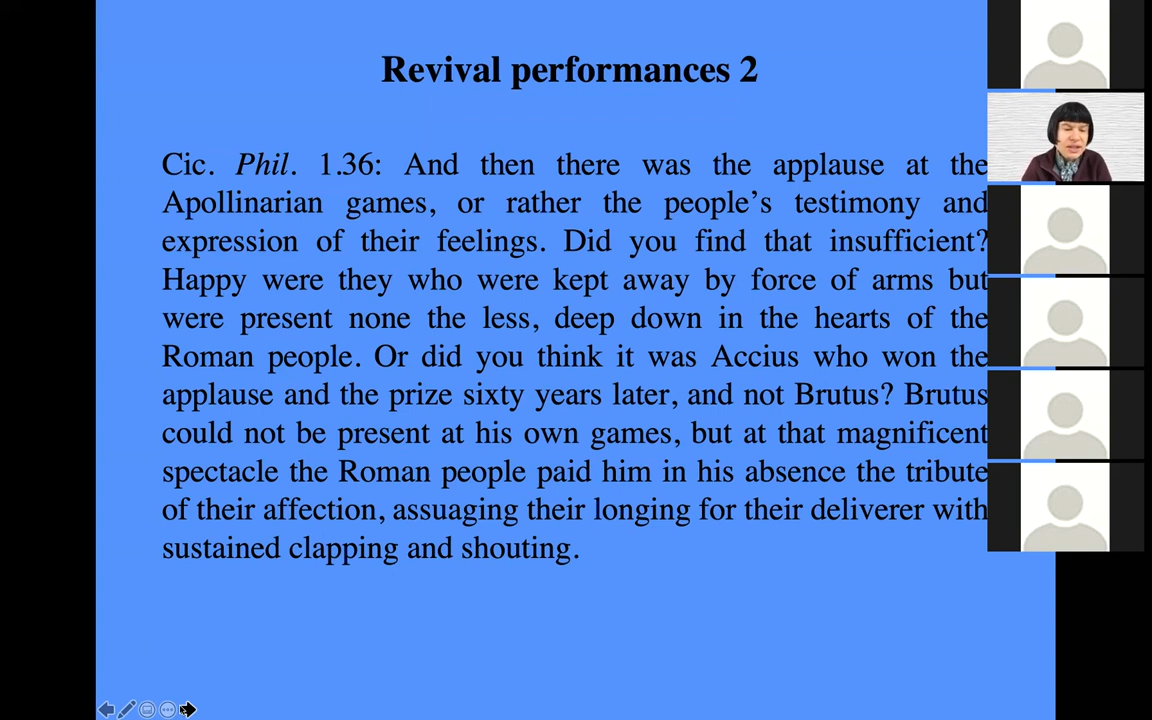 Revival performances 2
Cic. Phil. 1.36: And then there was the applause at the
Apollinarian games, or rather the people’s testimony and
expression of their feelings. Did you find that insufficient?
Happy were they who were kept away by force of arms but
were present none the less, deep down in the hearts of the
Roman people. Or did you think it was Accius who won the
applause and the prize sixty years later, and not Brutus? Brutus
could not be present at his own games, but at that magnificent
spectacle the Roman people paid him in his absence the tribute
of their affection, assuaging their longing for their deliverer with
sustained clapping and shouting.